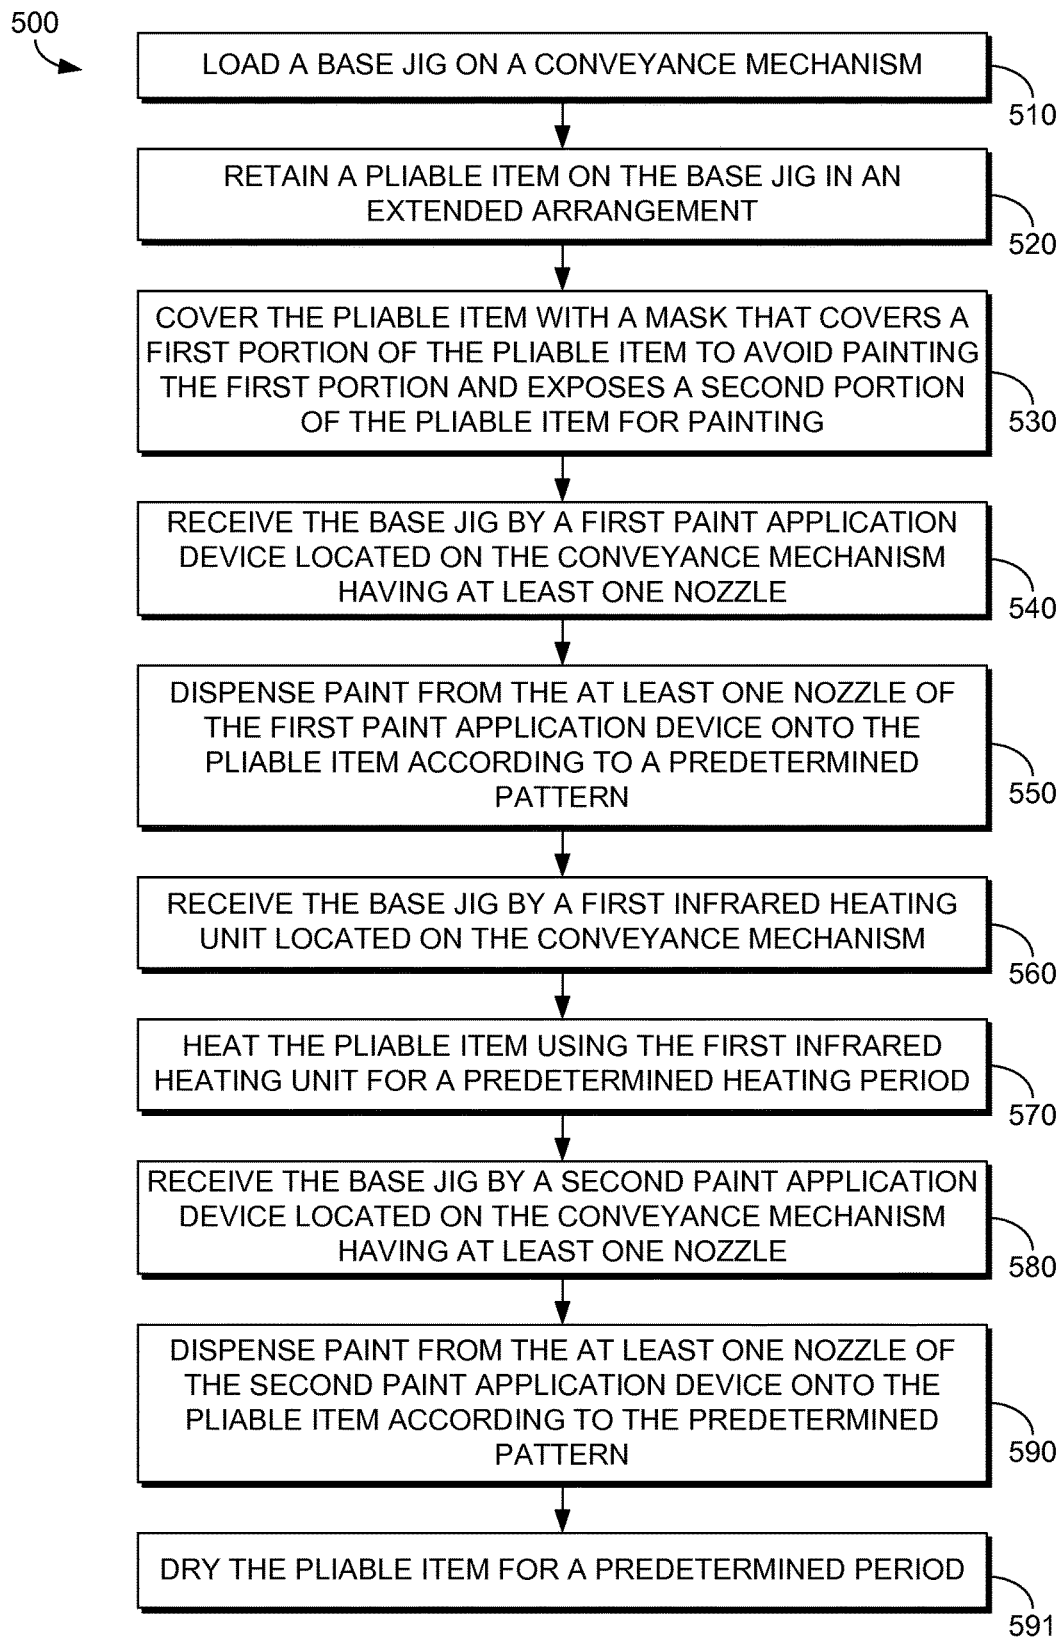 500
LOAD A BASE JIG ON A CONVEYANCE MECHANISM
510
RETAIN A PLIABLE ITEM ON THE BASE JIG IN AN
EXTENDED ARRANGEMENT
520
COVER THE PLIABLE ITEM WITH A MASK THAT COVERS A
FIRST PORTION OF THE PLIABLE ITEM TO AVOID PAINTING
THE FIRST PORTION AND EXPOSES A SECOND PORTION
OF THE PLIABLE ITEM FOR PAINTING
530
RECEIVE THE BASE JIG BY A FIRST PAINT APPLICATION
DEVICE LOCATED ON THE CONVEYANCE MECHANISM
HAVING AT LEAST ONE NOZZLE
540
DISPENSE PAINT FROM THE AT LEAST ONE NOZZLE OF
THE FIRST PAINT APPLICATION DEVICE ONTO THE
PLIABLE ITEM ACCORDING TO A PREDETERMINED
PATTERN
550
RECEIVE THE BASE JIG BY A FIRST INFRARED HEATING
UNIT LOCATED ON THE CONVEYANCE MECHANISM
560
HEAT THE PLIABLE ITEM USING THE FIRST INFRARED
HEATING UNIT FOR A PREDETERMINED HEATING PERIOD
570
RECEIVE THE BASE JIG BY A SECOND PAINT APPLICATION
DEVICE LOCATED ON THE CONVEYANCE MECHANISM
HAVING AT LEAST ONE NOZZLE
580
DISPENSE PAINT FROM THE AT LEAST ONE NOZZLE OF
THE SECOND PAINT APPLICATION DEVICE ONTO THE
PLIABLE ITEM ACCORDING TO THE PREDETERMINED
PATTERN
590
DRY THE PLIABLE ITEM FOR A PREDETERMINED PERIOD
591